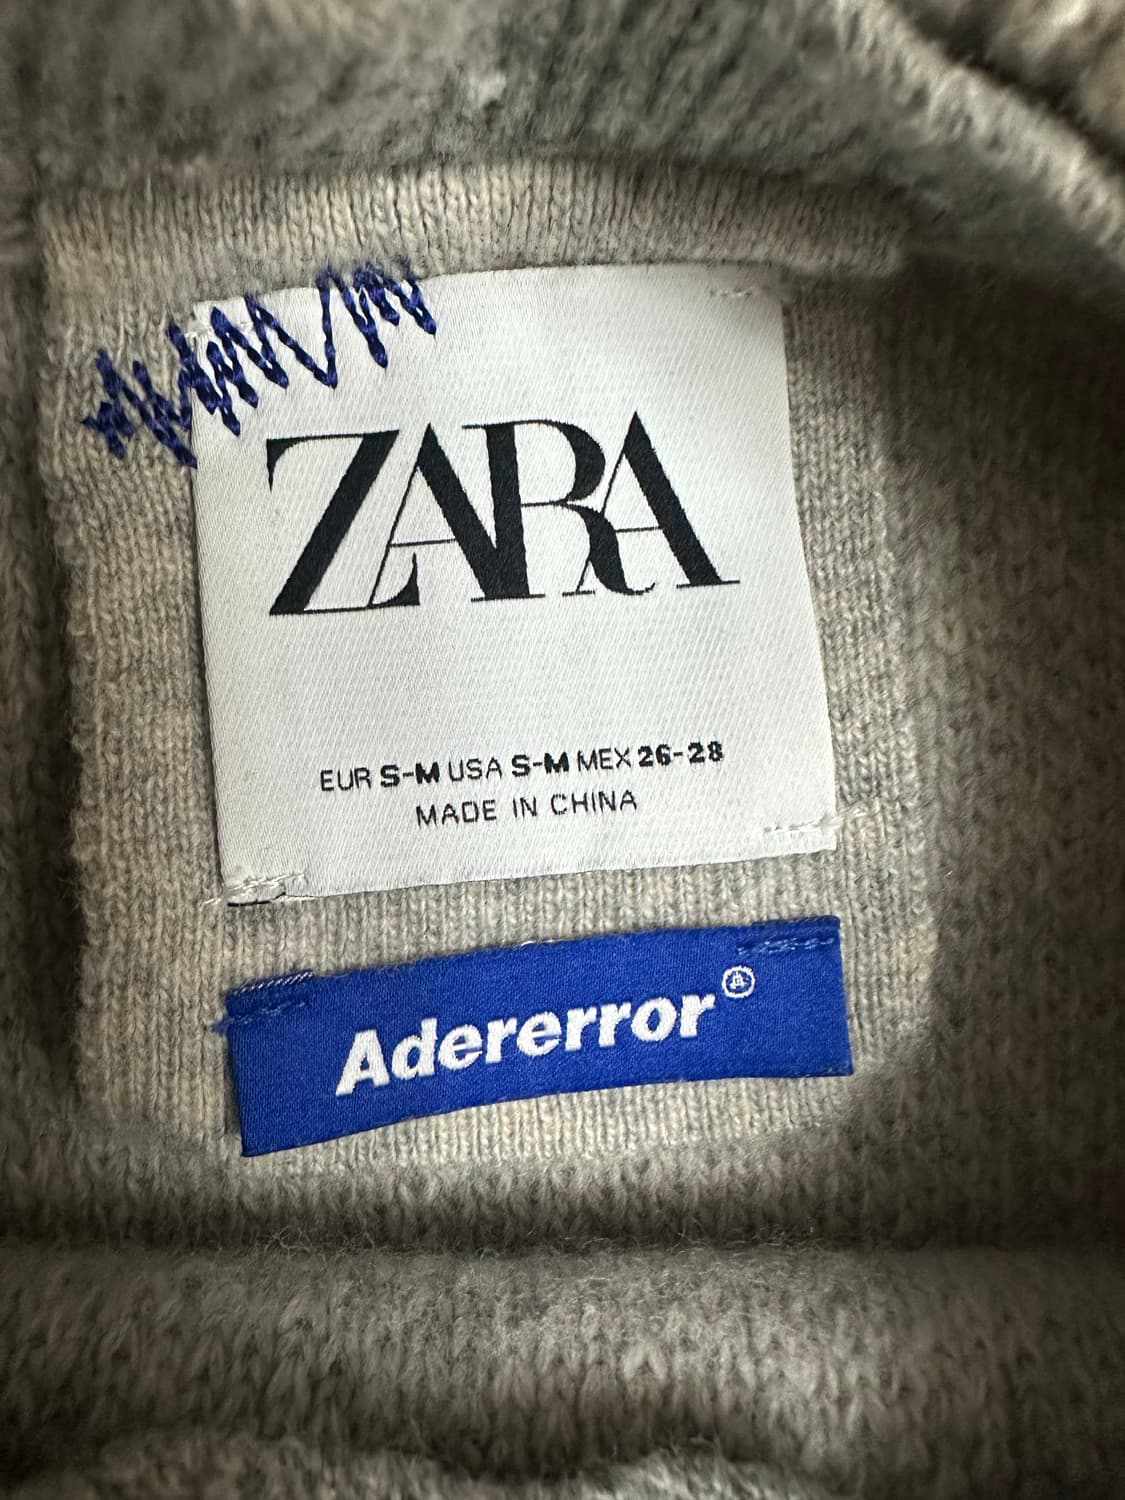 ZARA
EUR S-M USA S-M MEX 26-28
MADE IN CHINA
Adererror®